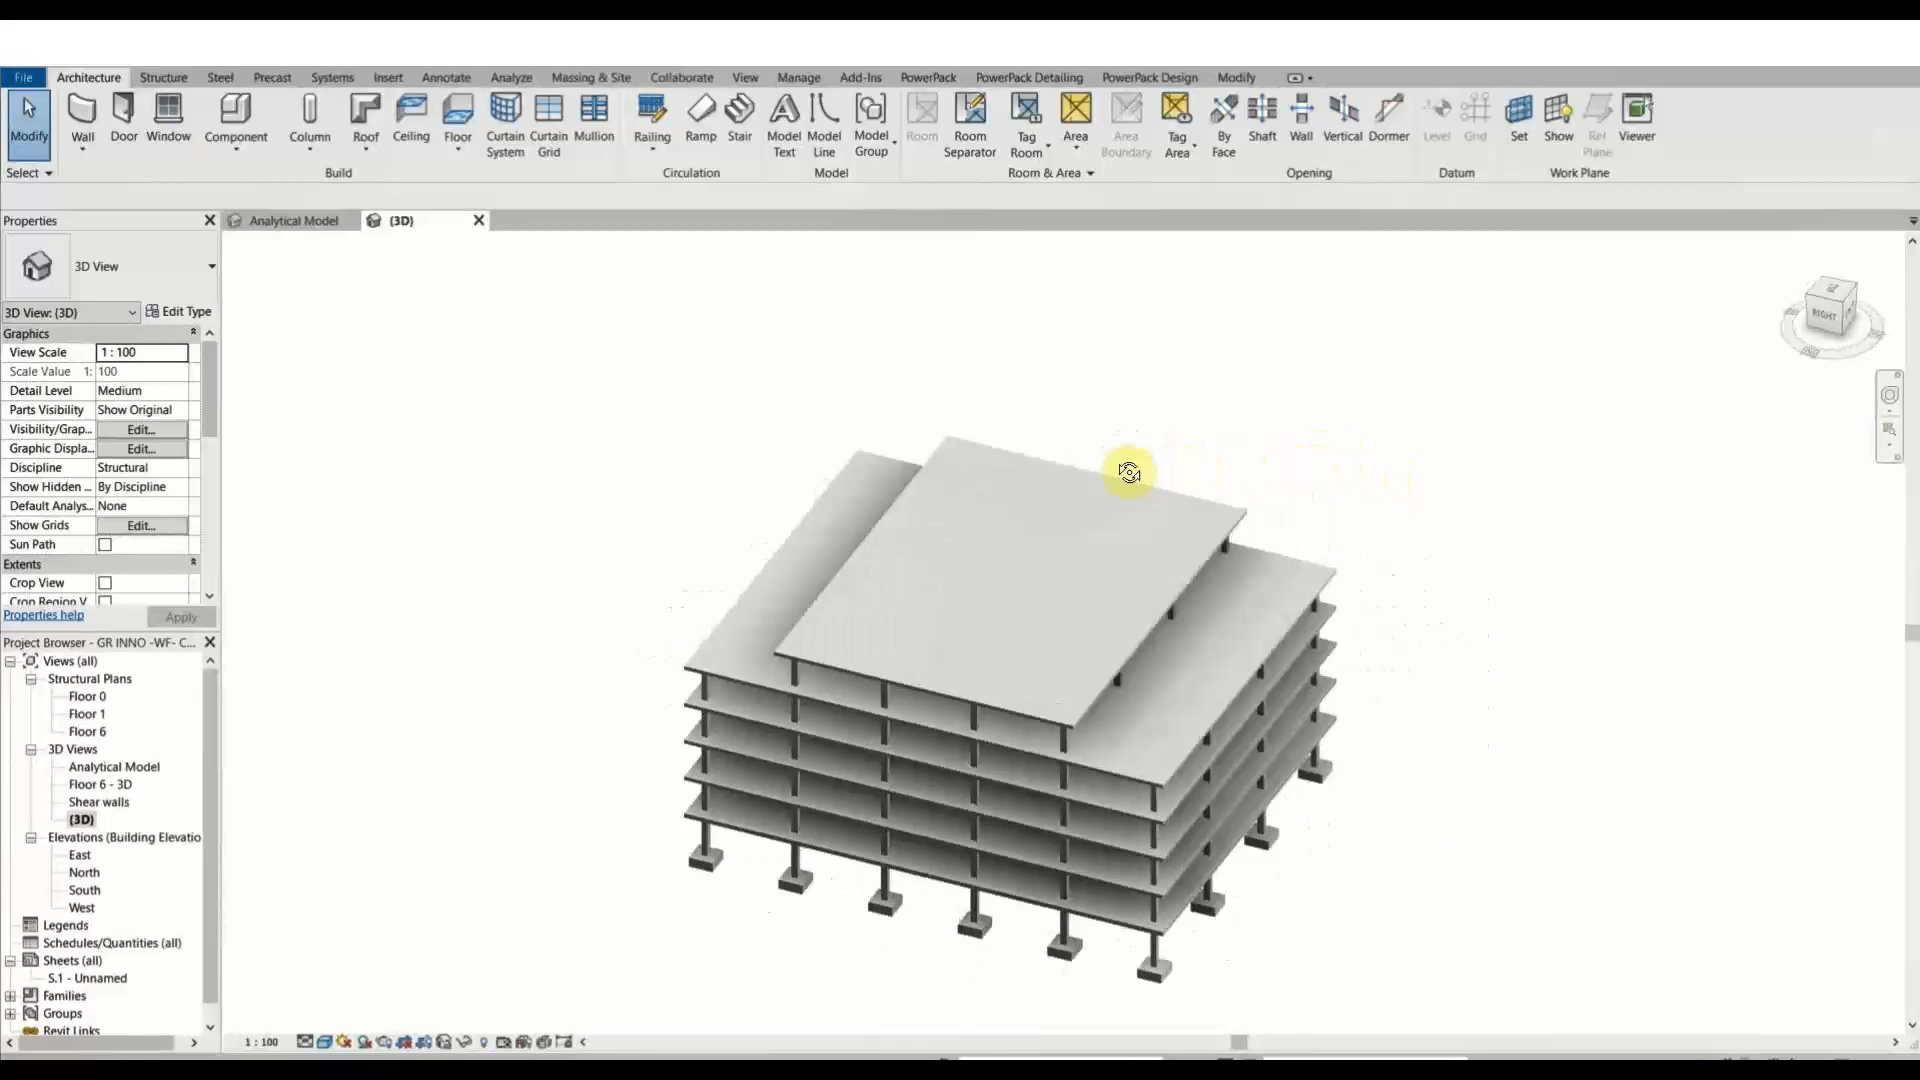 File Architecture Structure Steel Precast Systems Insert Annotate Analyze Massing & Site Collaborate View Manage Add-Ins PowerPack PowerPack Detailing PowerPack Design Modify
Modify Wall Door Window Component Column Roof Ceiling Floor Curtain System Curtain Grid Mullion Railing Ramp Stair Model Text Model Line Model Group Room Room Separator Tag Room Area Area Boundary Tag Area By Face Shaft Wall Vertical Dormer Level Grid Set Show Ref Plane Viewer
Select Build Circulation Model Room & Area Opening Datum Work Plane
Properties Analytical Model (3D)
3D View
3D View: (3D) Edit Type
Graphics
View Scale 1 : 100
Scale Value 1: 100
Detail Level Medium
Parts Visibility Show Original
Visibility/Grap... Edit...
Graphic Displa... Edit...
Discipline Structural
Show Hidden ... By Discipline
Default Analys... None
Show Grids Edit...
Sun Path
Extents
Crop View
Crop Region V
Properties help Apply
Project Browser - GR INNO -WF- C...
Views (all)
Structural Plans
Floor 0
Floor 1
Floor 6
3D Views
Analytical Model
Floor 6 - 3D
Shear walls
(3D)
Elevations (Building Elevatio
East
North
South
West
Legends
Schedules/Quantities (all)
Sheets (all)
S.1 - Unnamed
Families
Groups
Revit Links
1 : 100
RIGHT